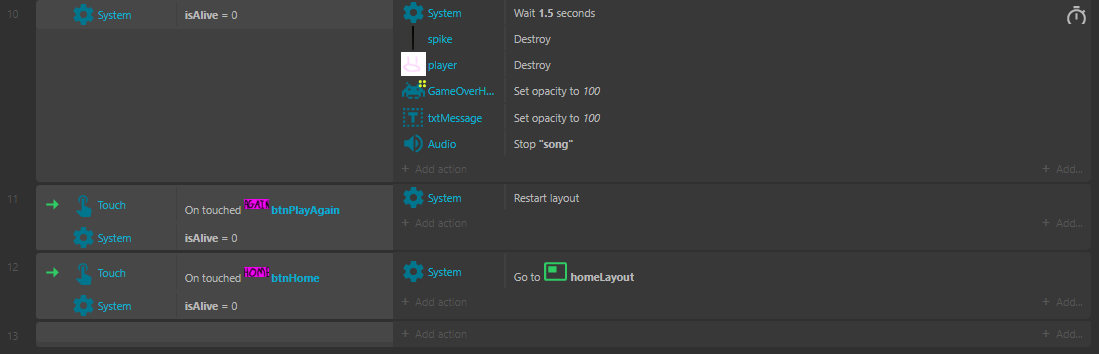 10 System isAlive = 0 System Wait 1.5 seconds
spike Destroy
player Destroy
GameOverH... Set opacity to 100
txtMessage Set opacity to 100
Audio Stop "song"
+ Add action + Add...
11 Touch On touched AGAIN btnPlayAgain System Restart layout
System isAlive = 0 + Add action + Add...
12 Touch On touched HOME btnHome System Go to homeLayout
System isAlive = 0 + Add action + Add...
13 + Add action + Add...